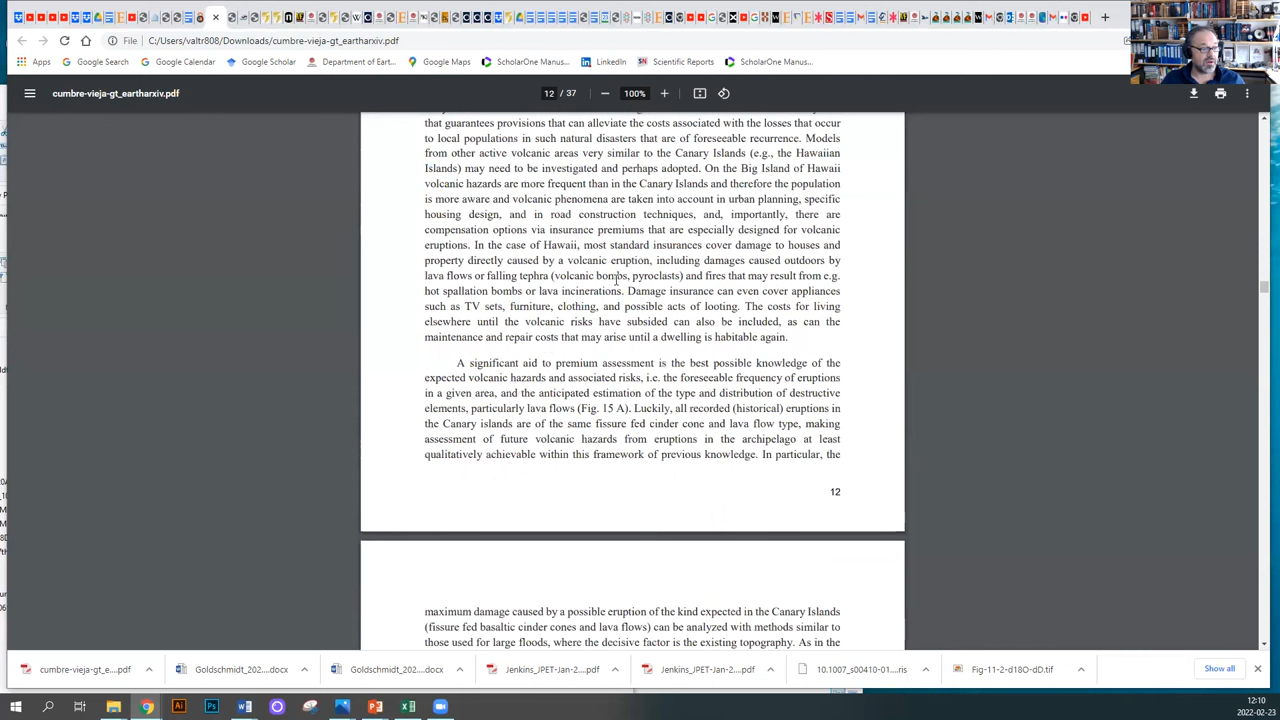 File
C:/Users/valtr808/Downloads/cumbre-vieja-gt_eartharxiv.pdf
Apps
Google Search
Google Calendar
Google Scholar
Department of Earth...
Google Maps
ScholarOne Manus...
LinkedIn
Scientific Reports
ScholarOne Manus...
cumbre-vieja-gt_eartharxiv.pdf
12 / 37
100%
that guarantees provisions that can alleviate the costs associated with the losses that occur
to local populations in such natural disasters that are of foreseeable recurrence. Models
from other active volcanic areas very similar to the Canary Islands (e.g., the Hawaiian
Islands) may need to be investigated and perhaps adopted. On the Big Island of Hawaii
volcanic hazards are more frequent than in the Canary Islands and therefore the population
is more aware and volcanic phenomena are taken into account in urban planning, specific
housing design, and in road construction techniques, and, importantly, there are
compensation options via insurance premiums that are especially designed for volcanic
eruptions. In the case of Hawaii, most standard insurances cover damage to houses and
property directly caused by a volcanic eruption, including damages caused outdoors by
lava flows or falling tephra (volcanic bombs, pyroclasts) and fires that may result from e.g.
hot spallation bombs or lava incinerations. Damage insurance can even cover appliances
such as TV sets, furniture, clothing, and possible acts of looting. The costs for living
elsewhere until the volcanic risks have subsided can also be included, as can the
maintenance and repair costs that may arise until a dwelling is habitable again.
A significant aid to premium assessment is the best possible knowledge of the
expected volcanic hazards and associated risks, i.e. the foreseeable frequency of eruptions
in a given area, and the anticipated estimation of the type and distribution of destructive
elements, particularly lava flows (Fig. 15 A). Luckily, all recorded (historical) eruptions in
the Canary islands are of the same fissure fed cinder cone and lava flow type, making
assessment of future volcanic hazards from eruptions in the archipelago at least
qualitatively achievable within this framework of previous knowledge. In particular, the
12
maximum damage caused by a possible eruption of the kind expected in the Canary Islands
(fissure fed basaltic cinder cones and lava flows) can be analyzed with methods similar to
those used for large floods, where the decisive factor is the existing topography. As in the
cumbre-vieja-gt_e....pdf
Goldschmidt_202....docx
Goldschmidt_202....docx
Jenkins_JPET-Jan-2....pdf
Jenkins_JPET-Jan-2....pdf
10.1007_s00410-01....ris
Fig-11-2-d18O-dD.tif
Show all
12:10
2022-02-23